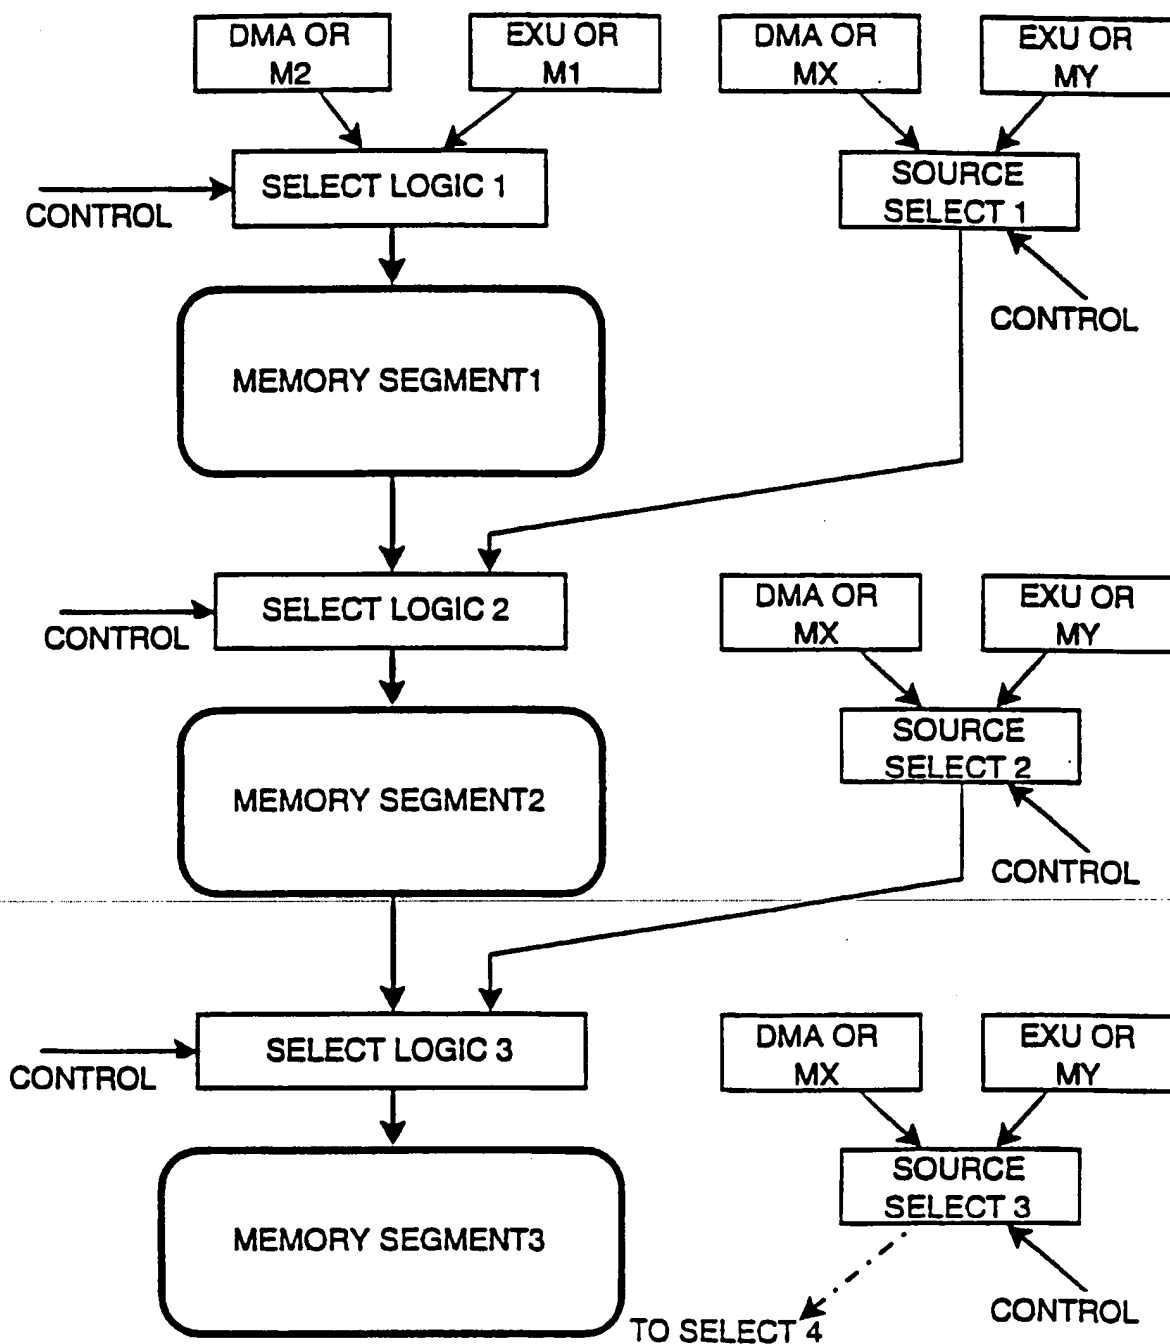 DMA OR
M2
EXU OR
M1
DMA OR
MX
EXU OR
MY
SELECT LOGIC 1
SOURCE
SELECT 1
CONTROL
CONTROL
MEMORY SEGMENT1
SELECT LOGIC 2
CONTROL
DMA OR
MX
EXU OR
MY
SOURCE
SELECT 2
MEMORY SEGMENT2
CONTROL
SELECT LOGIC 3
CONTROL
DMA OR
MX
EXU OR
MY
SOURCE
SELECT 3
MEMORY SEGMENT3
CONTROL
TO SELECT 4